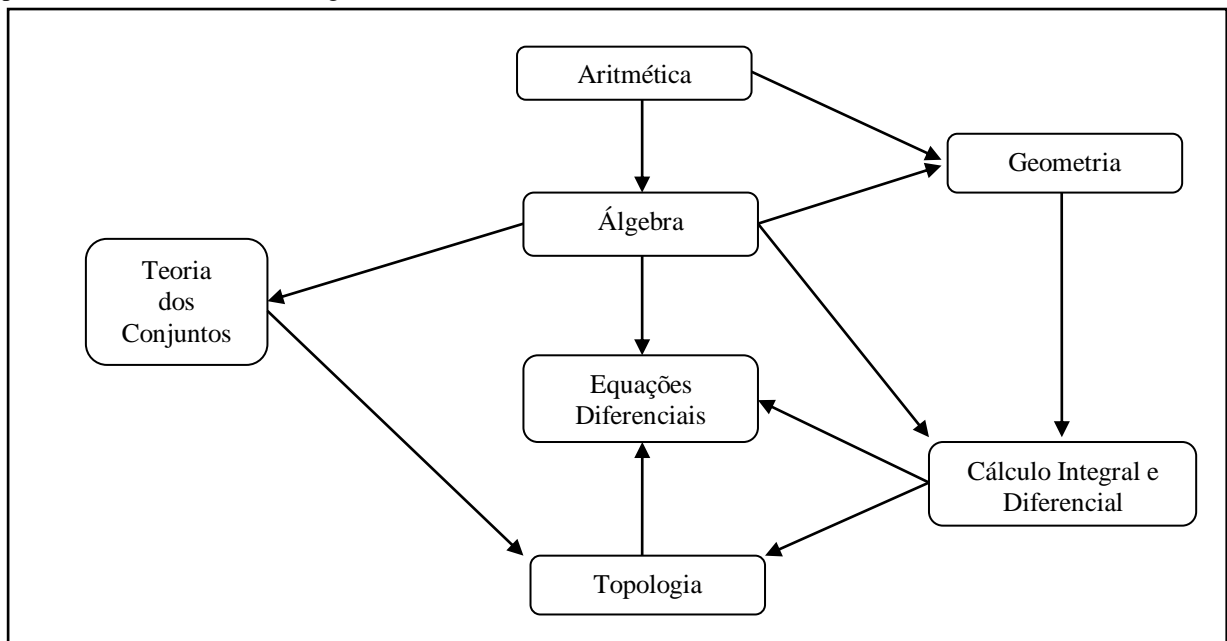 Aritmética
Geometria
Álgebra
Teoria
dos
Conjuntos
Equações
Diferenciais
Cálculo Integral e
Diferencial
Topologia